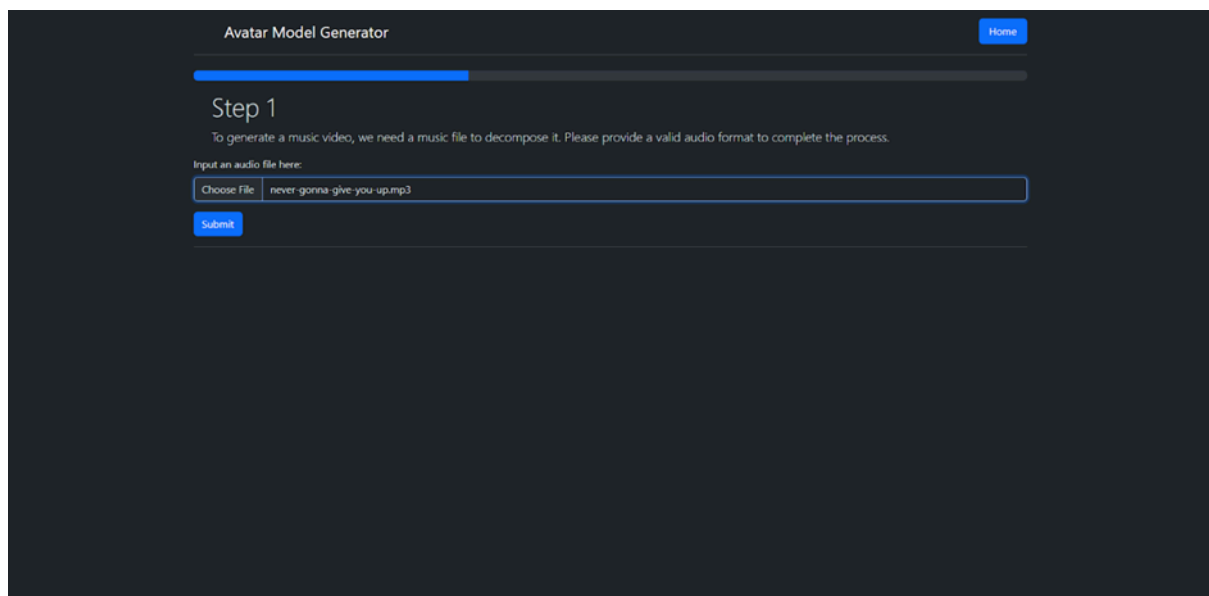 Avatar Model Generator
Home
Step 1
To generate a music video, we need a music file to decompose it. Please provide a valid audio format to complete the process.
Input an audio file here:
Choose File never-gonna-give-you-up.mp3
Submit